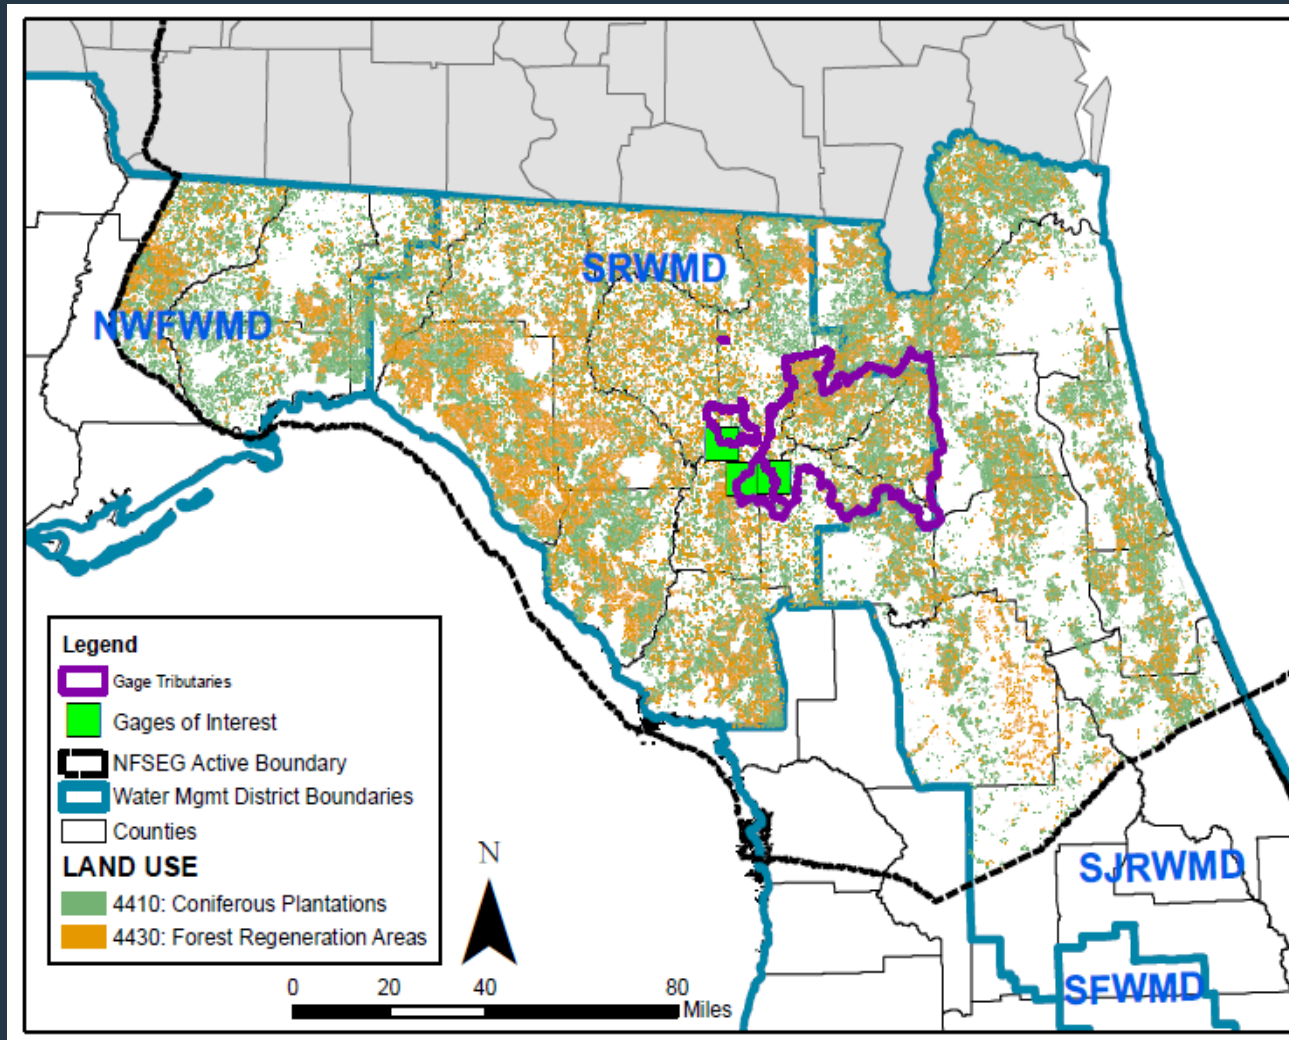 SRWMD
NWFWMD
Legend
Gage Tributaries
Gages of Interest
NFSEG Active Boundary
Water Mgmt District Boundaries
Counties
LAND USE
4410: Coniferous Plantations
4430: Forest Regeneration Areas
N
0 20 40 80
Miles
SJRWMD
SFWMD